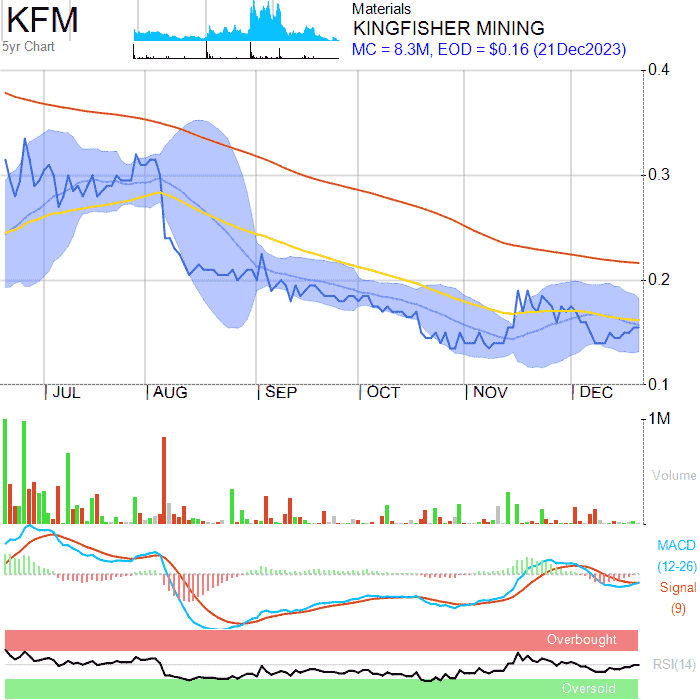 KFM
5yr Chart
Materials
KINGFISHER MINING
MC = 8.3M, EOD = $0.16 (21Dec2023)
0.4
0.3
0.2
0.1
JUL AUG SEP OCT NOV DEC
1M
Volume
MACD
(12-26)
Signal
(9)
Overbought
RSI(14)
Oversold